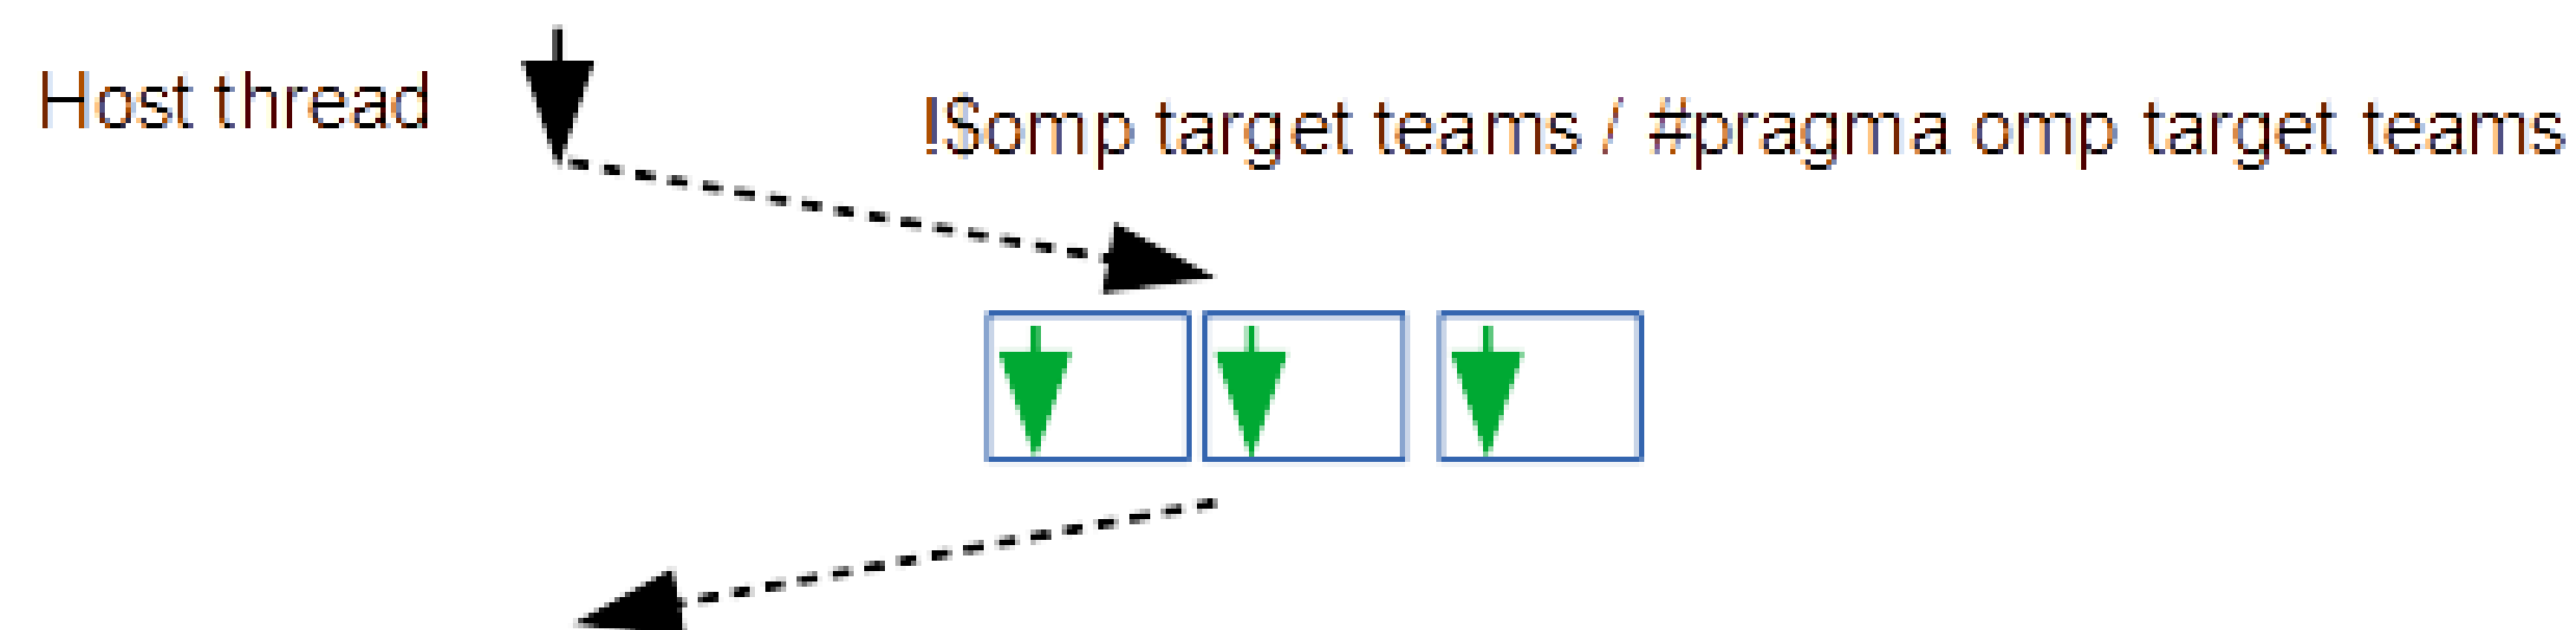 Host thread
!$omp target teams / #pragma omp target teams